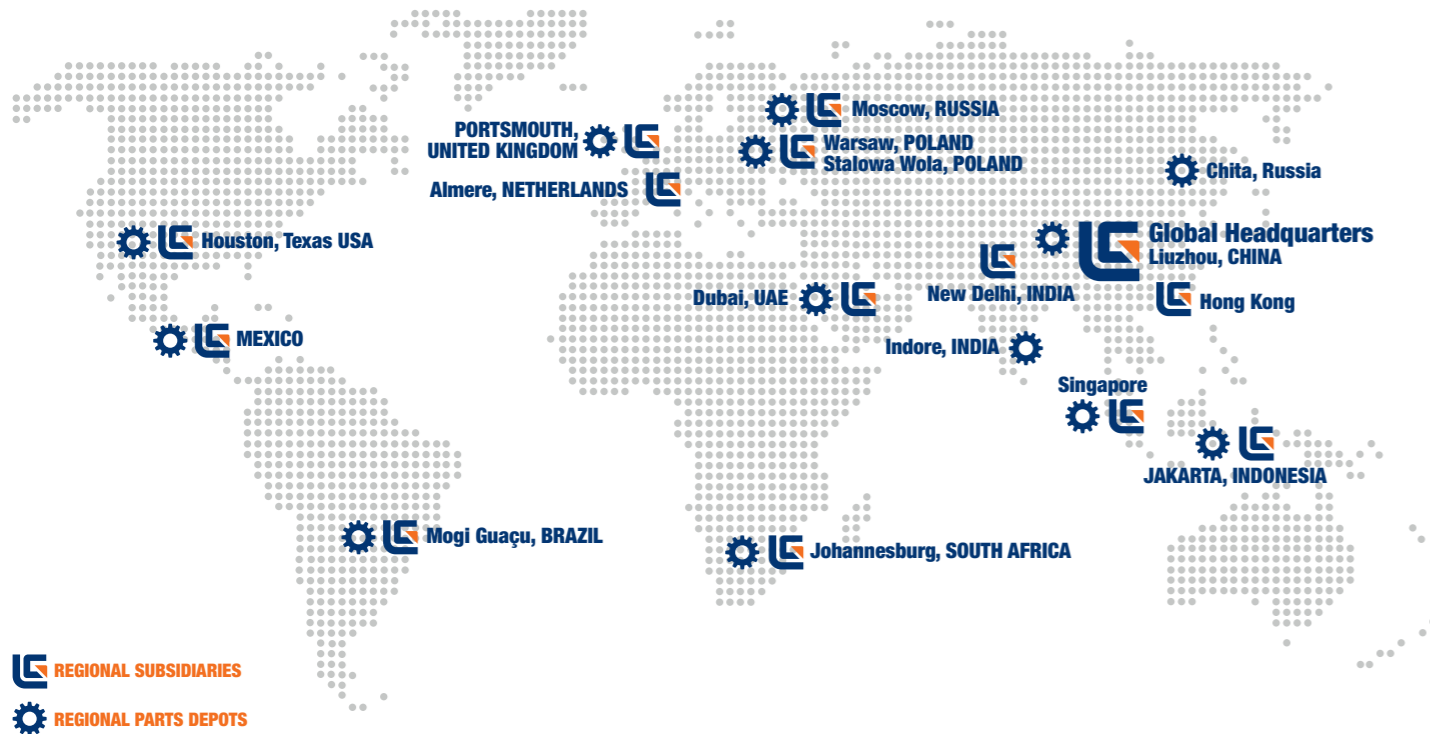 Moscow, RUSSIA
PORTSMOUTH,
UNITED KINGDOM
Warsaw, POLAND
Stalowa Wola, POLAND
Chita, Russia
Almere, NETHERLANDS
Houston, Texas USA
Global Headquarters
Liuzhou, CHINA
New Delhi, INDIA
Dubai, UAE
Hong Kong
MEXICO
Indore, INDIA
Singapore
JAKARTA, INDONESIA
Mogi Guaçu, BRAZIL
Johannesburg, SOUTH AFRICA
REGIONAL SUBSIDIARIES
REGIONAL PARTS DEPOTS